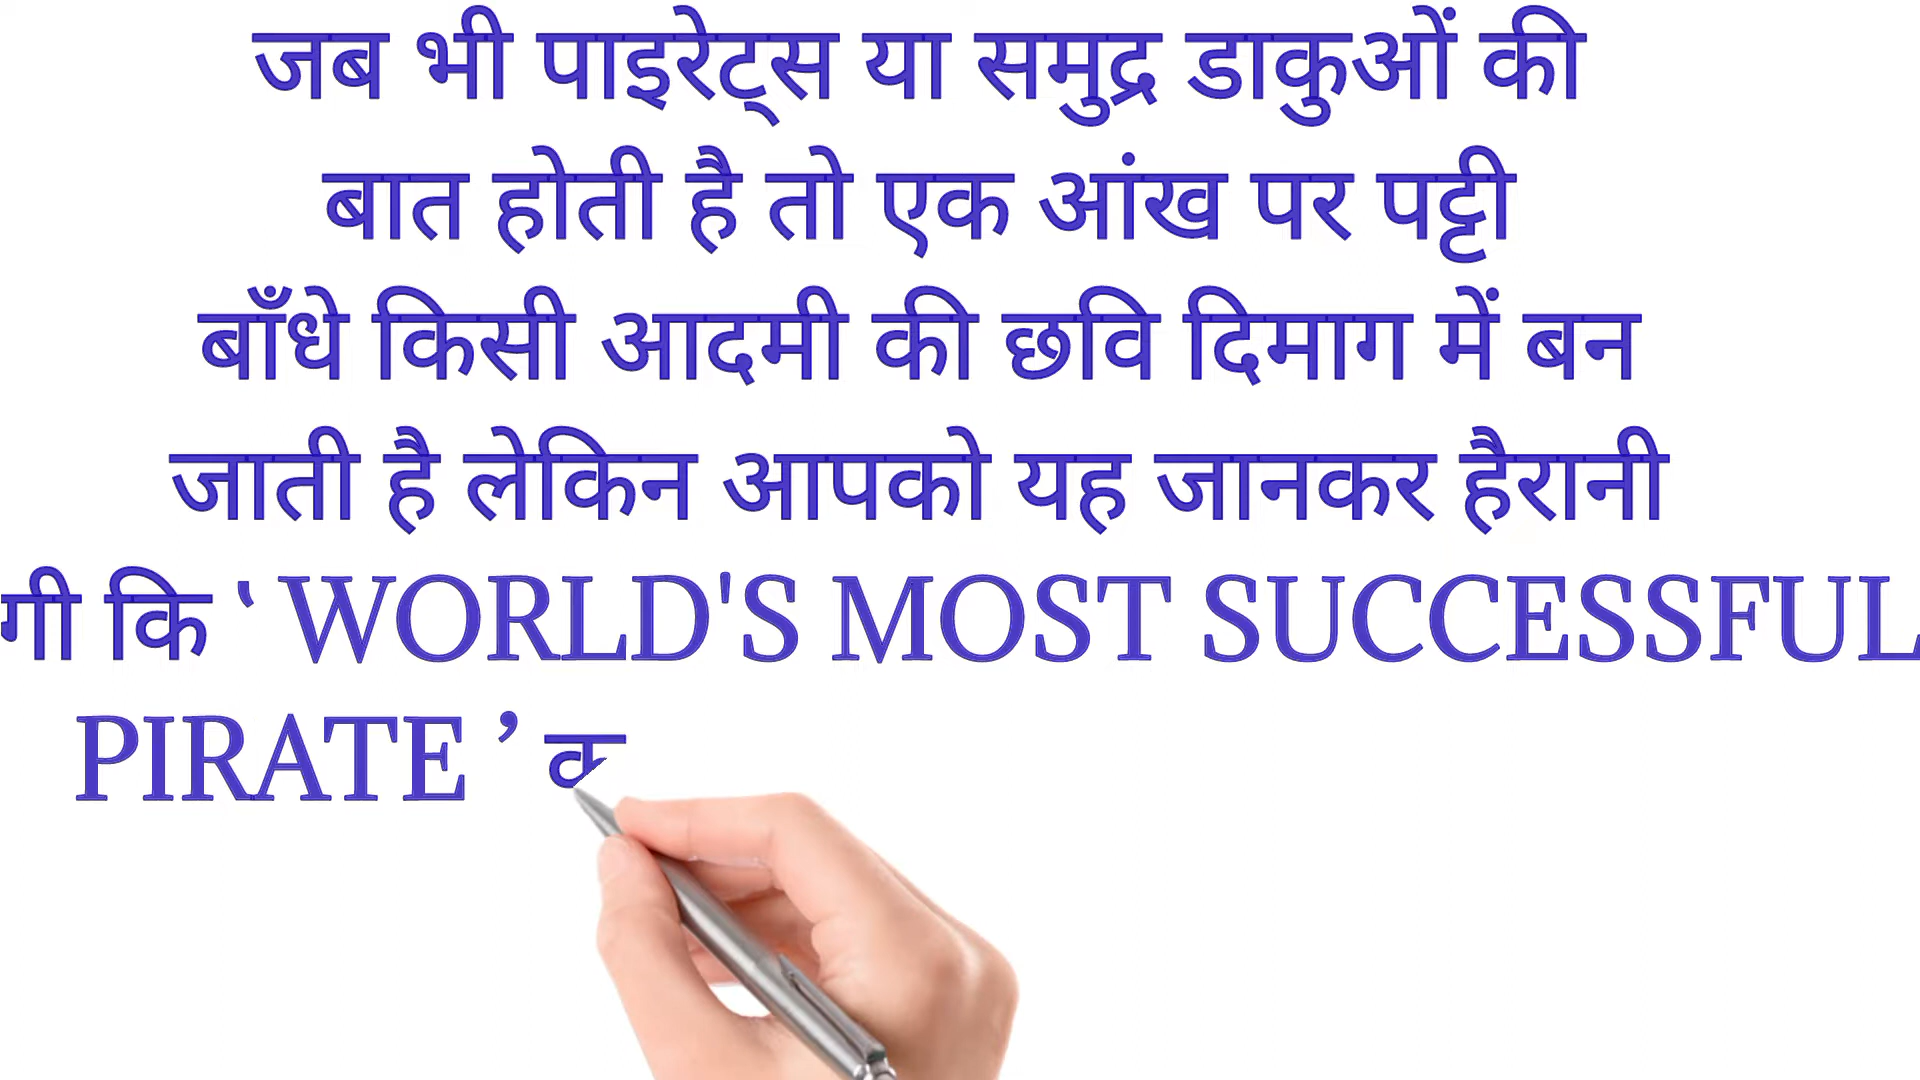 जब भी पाइरेट्स या समुद्र डाकुओं की
बात होती है तो एक आंख पर पट्टी
बाँधे किसी आदमी की छवि दिमाग में बन
जाती है लेकिन आपको यह जानकर हैरानी
गी कि ‘ WORLD'S MOST SUCCESSFUL
PIRATE ’